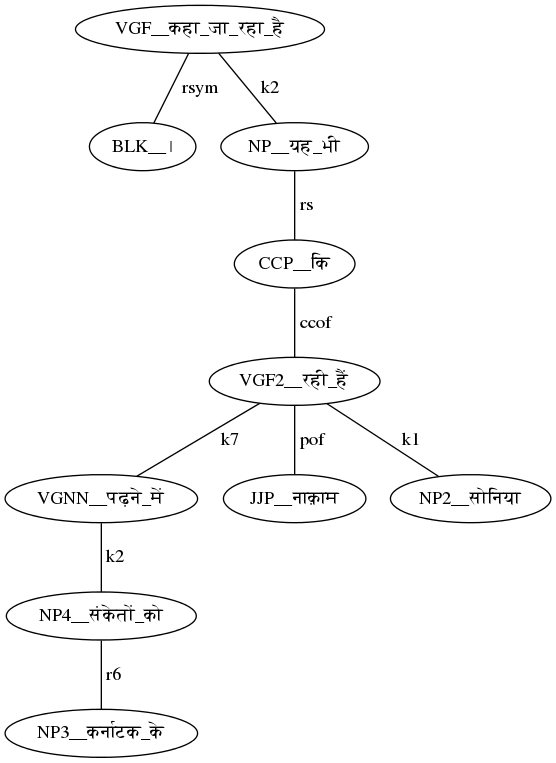 VGF__कहा_जा_रहा_है
rsym k2
BLK__। NP__यह_भी
rs
CCP__कि
ccof
VGF2__रही_हैं
k7 pof k1
VGNN__पढ़ने_में JJP__नाक़ाम NP2__सोनिया
k2
NP4__संकेतों_को
r6
NP3__कर्नाटक_के